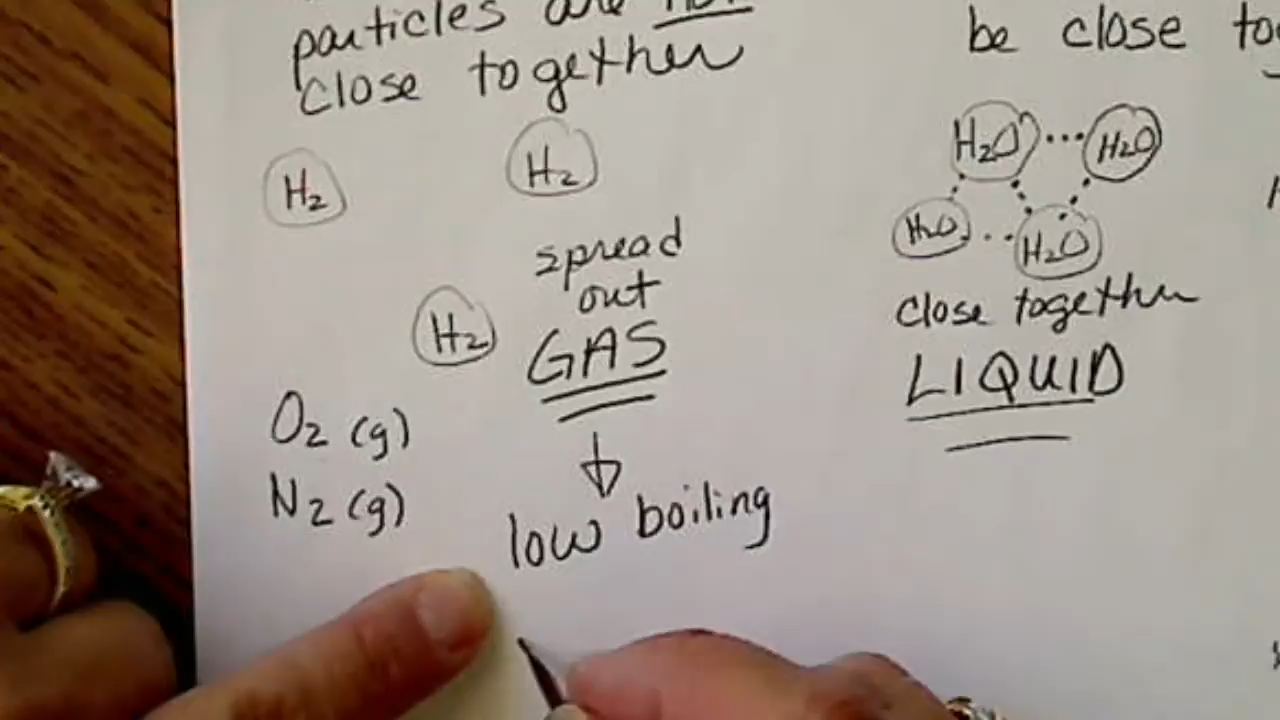 particles are not
close together
H₂
H₂
spread
out
H₂
GAS
O₂ (g)
N₂ (g)
low boiling
be close
H₂O ... H₂O
H₂O ... H₂O
close together
LIQUID